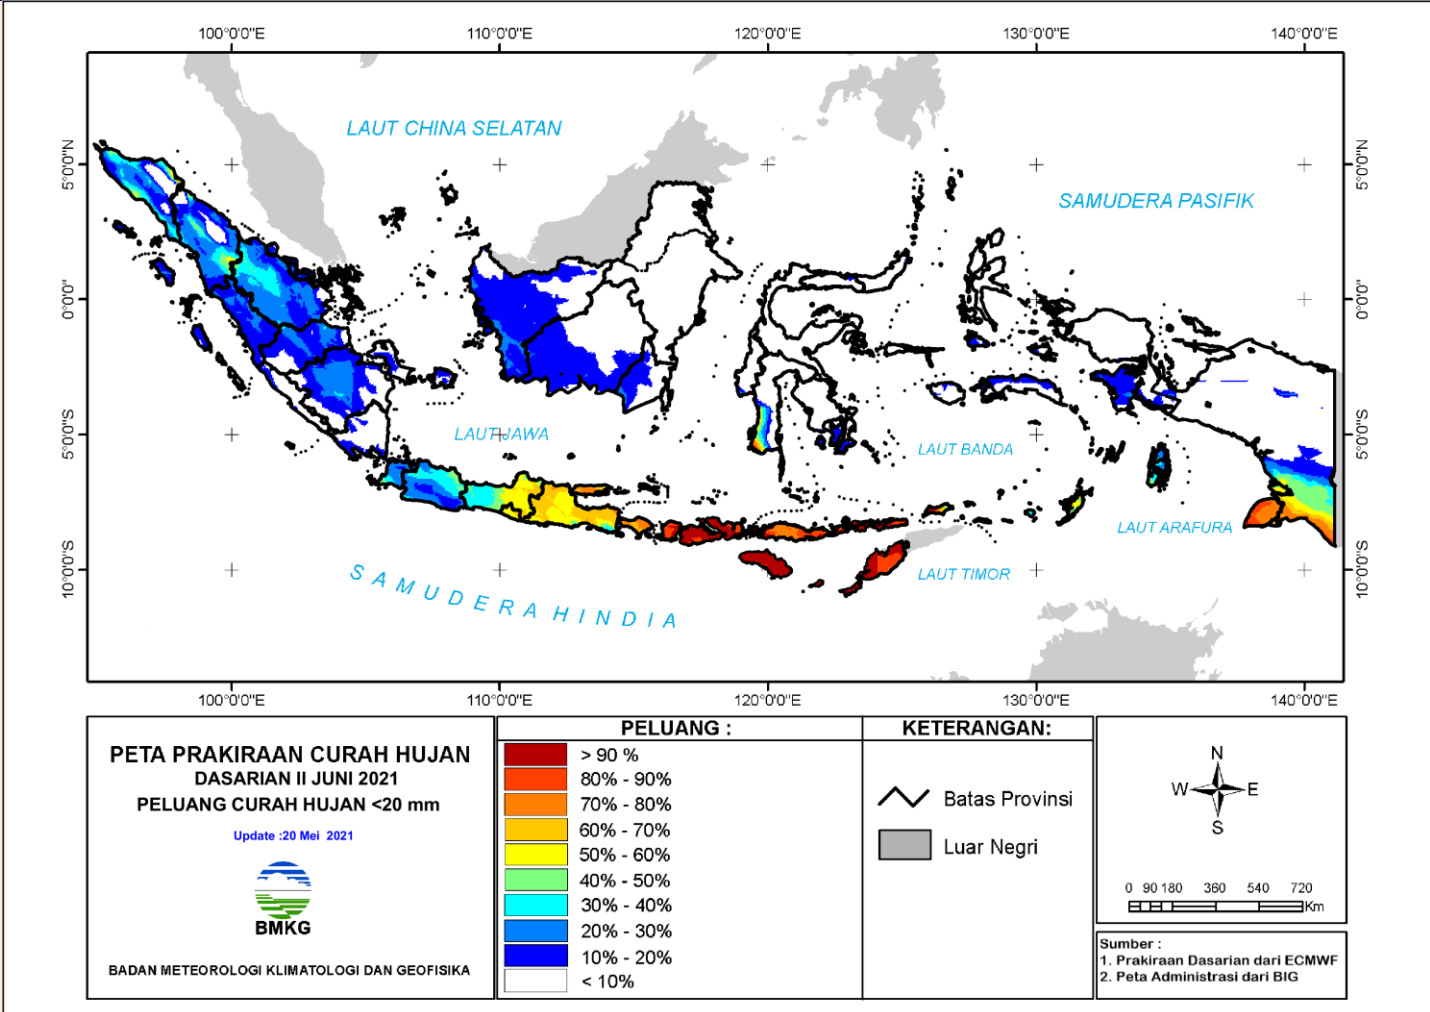 100°0'0"E 110°0'0"E 120°0'0"E 130°0'0"E 140°0'0"E
LAUT CHINA SELATAN
5°0'0"N 5°0'0"N
SAMUDERA PASIFIK
0°0'0" 0°0'0"
LAUT JAWA
5°0'0"S 5°0'0"S
LAUT BANDA
LAUT ARAFURA
LAUT TIMOR
10°0'0"S 10°0'0"S
SAMUDERA HINDIA
100°0'0"E 110°0'0"E 120°0'0"E 130°0'0"E 140°0'0"E
PETA PRAKIRAAN CURAH HUJAN
DASARIAN II JUNI 2021
PELUANG CURAH HUJAN <20 mm
Update :20 Mei 2021
BMKG
BADAN METEOROLOGI KLIMATOLOGI DAN GEOFISIKA
PELUANG :
> 90 %
80% - 90%
70% - 80%
60% - 70%
50% - 60%
40% - 50%
30% - 40%
20% - 30%
10% - 20%
< 10%
KETERANGAN:
Batas Provinsi
Luar Negri
N
W E
S
0 90 180 360 540 720
Km
Sumber :
1. Prakiraan Dasarian dari ECMWF
2. Peta Administrasi dari BIG